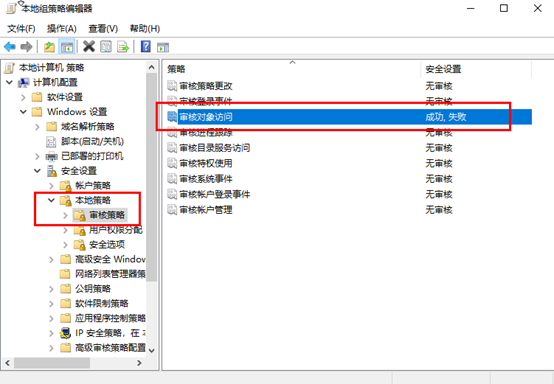 本地组策略编辑器
文件(F) 操作(A) 查看(V) 帮助(H)
本地计算机 策略
计算机配置
软件设置
Windows 设置
域名解析策略
脚本(启动/关机)
已部署的打印机
安全设置
帐户策略
本地策略
审核策略
用户权限分配
安全选项
高级安全 Window
网络列表管理器策
公钥策略
软件限制策略
应用程序控制策略
IP 安全策略，在 本
高级审核策略配置
策略 安全设置
审核策略更改 无审核
审核登录事件 无审核
审核对象访问 成功, 失败
审核进程跟踪 无审核
审核目录服务访问 无审核
审核特权使用 无审核
审核系统事件 无审核
审核帐户登录事件 无审核
审核帐户管理 无审核